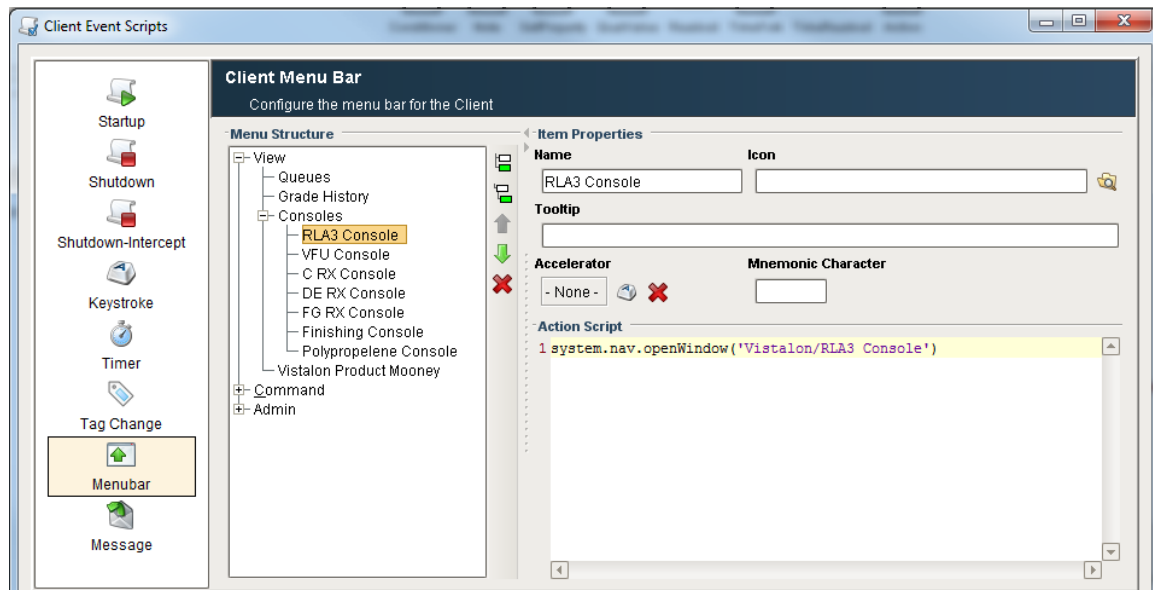 Client Event Scripts
Startup
Shutdown
Shutdown-Intercept
Keystroke
Timer
Tag Change
Menubar
Message
Client Menu Bar
Configure the menu bar for the Client
Menu Structure
View
Queues
Grade History
Consoles
RLA3 Console
VFU Console
C RX Console
DE RX Console
FG RX Console
Finishing Console
Polypropelene Console
Vistalon Product Mooney
Command
Admin
Item Properties
Name Icon
RLA3 Console
Tooltip
Accelerator Mnemonic Character
- None -
Action Script
1 system.nav.openWindow('Vistalon/RLA3 Console')